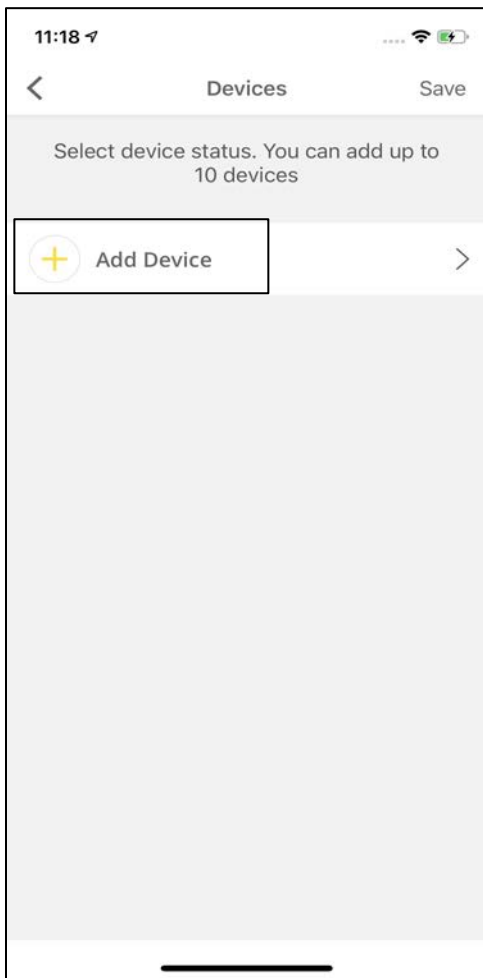 11:18
Devices
Save
Select device status. You can add up to
10 devices
Add Device